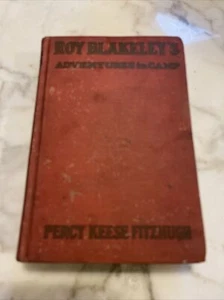 ROY BLAKELEY'S
ADVENTURES in CAMP
PERCY KEESE FITZHUGH